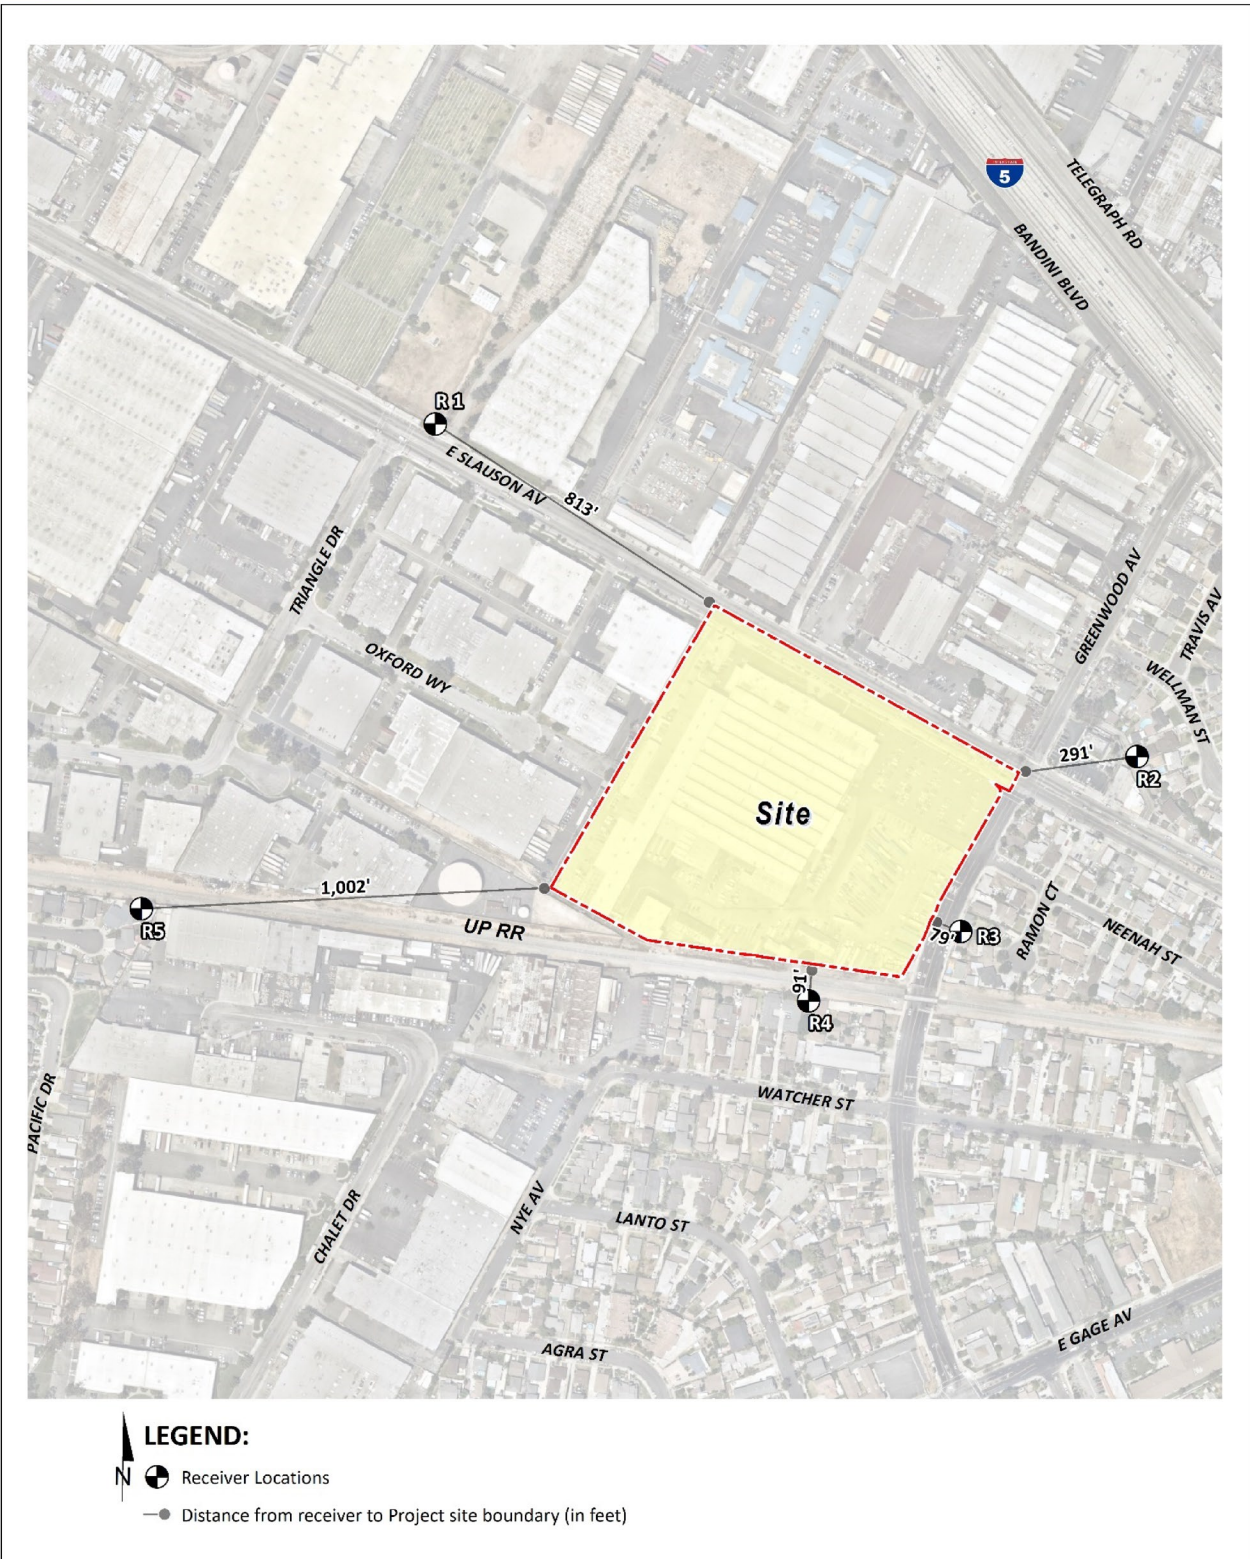 5
TELEGRAPH RD
BANDINI BLVD
R 1
E SLAUSON AV
813'
TRIANGLE DR
GREENWOOD AV
TRAVIS AV
OXFORD WY
WELLMAN ST
291'
R2
Site
1,002'
R5
UP RR
79'
R3
RAMON CT
NEENAH ST
91'
R4
PACIFIC DR
WATCHER ST
CHALET DR
NYE AV
LANTO ST
E GAGE AV
AGRA ST
LEGEND:
N
Receiver Locations
Distance from receiver to Project site boundary (in feet)